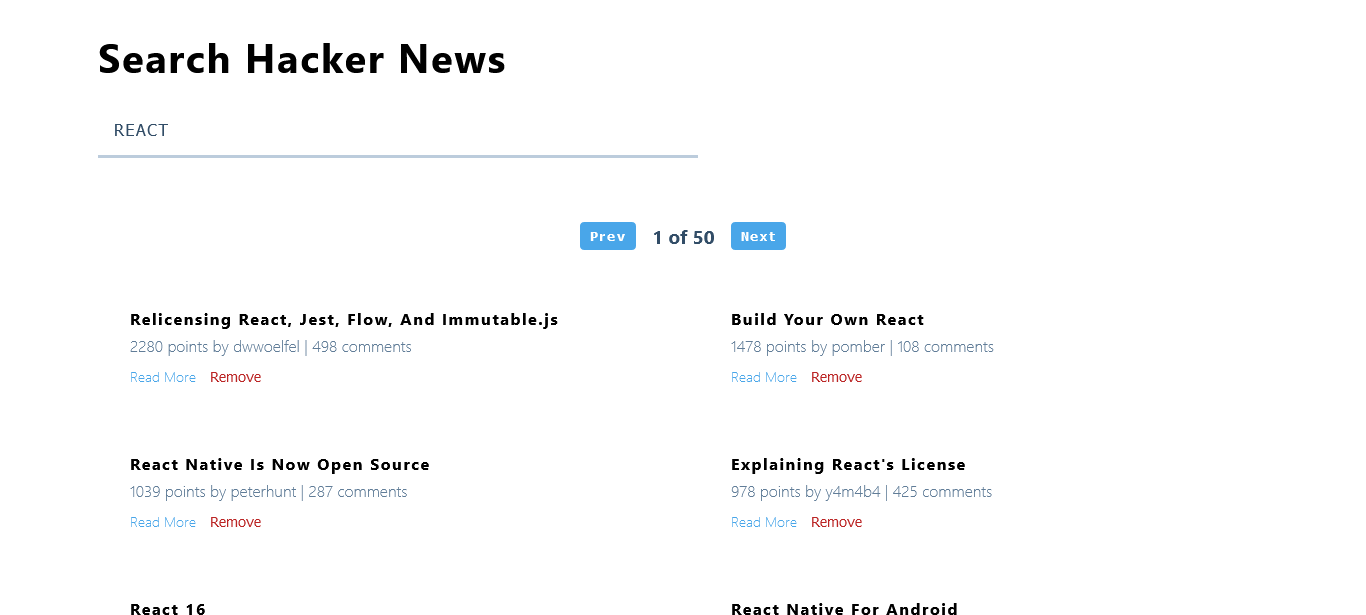 Search Hacker News
REACT
Prev 1 of 50 Next
Relicensing React, Jest, Flow, And Immutable.js
2280 points by dwwoelfel | 498 comments
Read More Remove
Build Your Own React
1478 points by pomber | 108 comments
Read More Remove
React Native Is Now Open Source
1039 points by peterhunt | 287 comments
Read More Remove
Explaining React's License
978 points by y4m4b4 | 425 comments
Read More Remove
React 16
React Native For Android